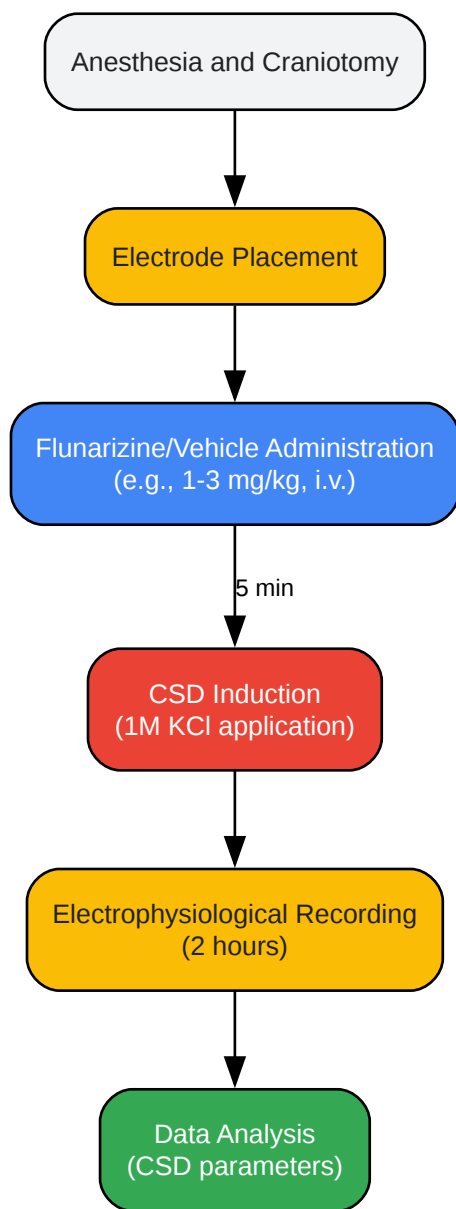 Anesthesia and Craniotomy
Electrode Placement
Flunarizine/Vehicle Administration
(e.g., 1-3 mg/kg, i.v.)
5 min
CSD Induction
(1M KCl application)
Electrophysiological Recording
(2 hours)
Data Analysis
(CSD parameters)